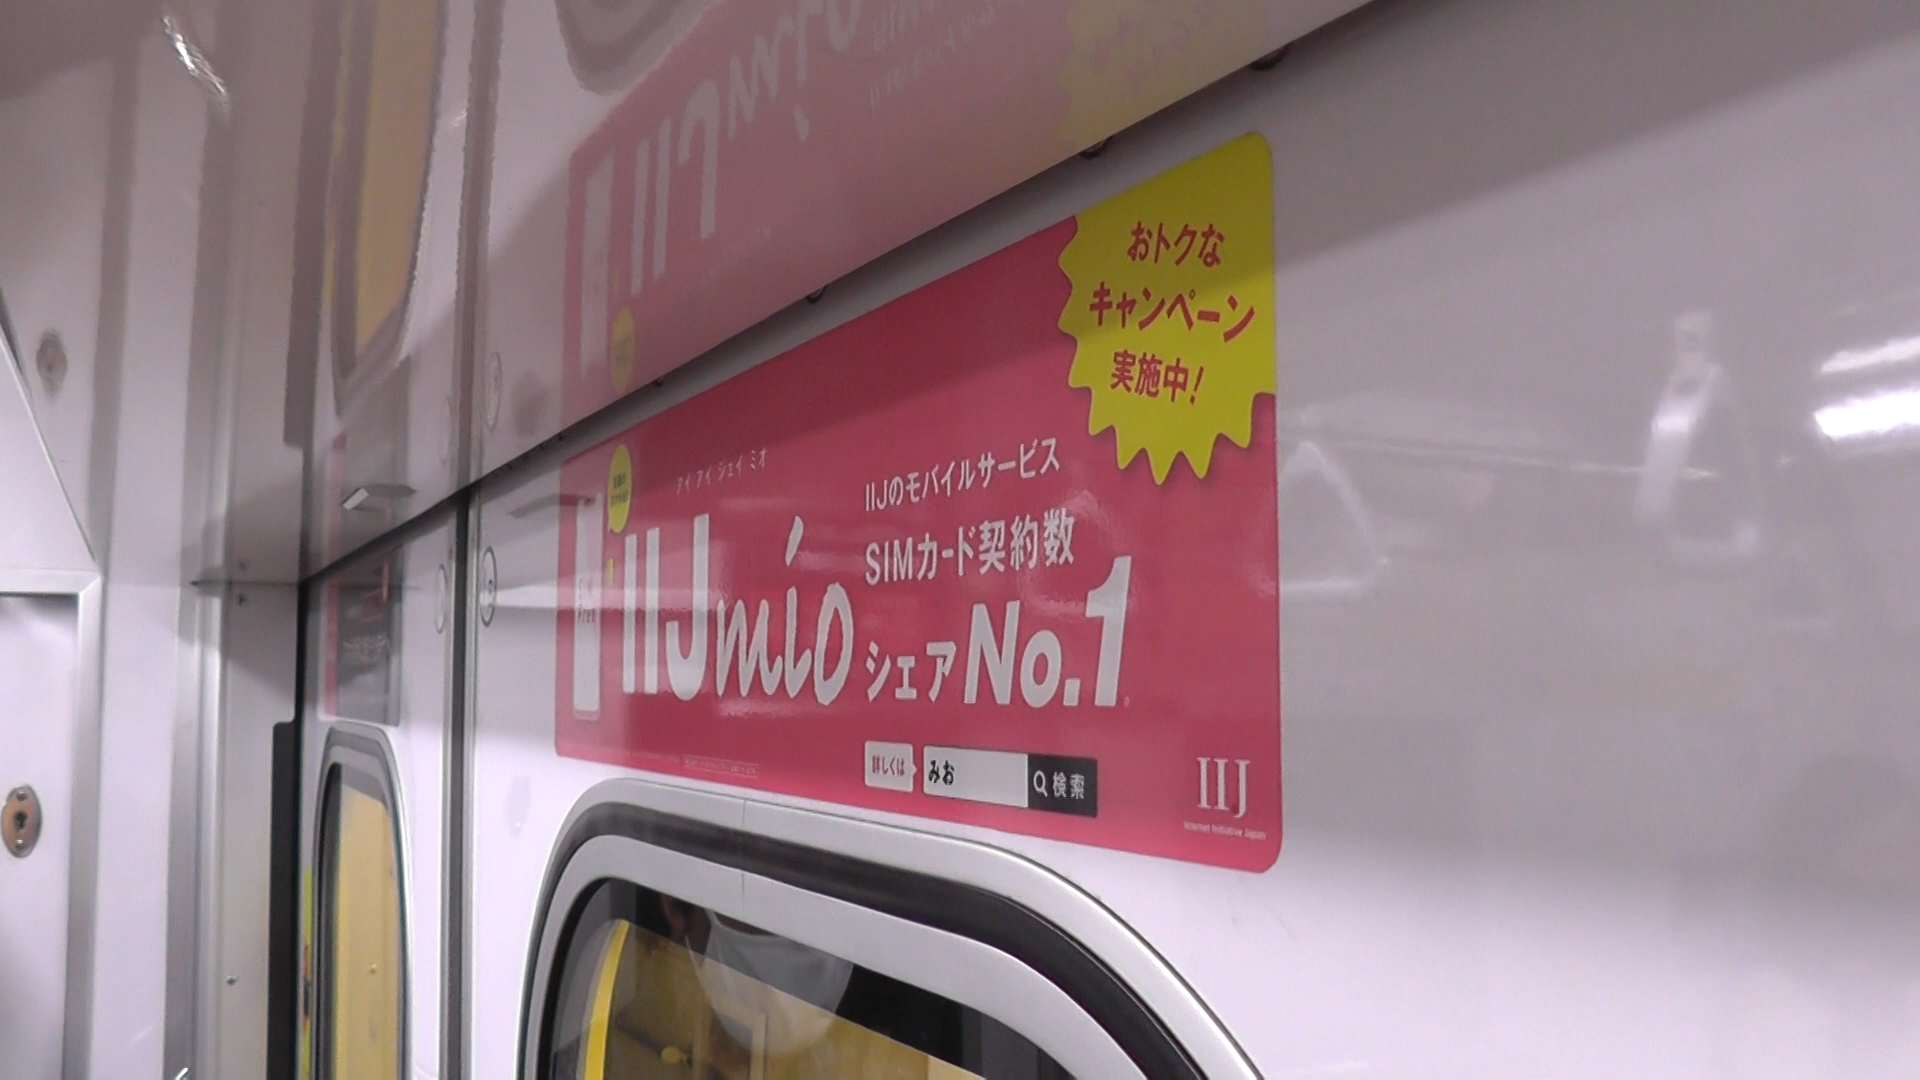 おトクな
キャンペーン
実施中!
アイ アイ ジェイ ミオ
IIJmio
IIJのモバイルサービス
SIMカード契約数
シェアNo.1
詳しくは
みお
検索
IIJ
Internet Initiative Japan